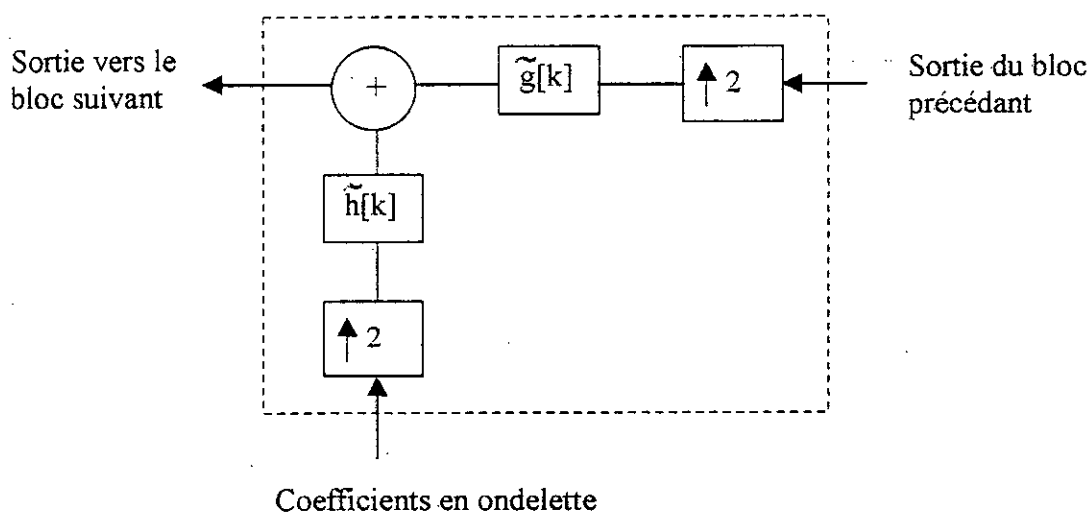 Sortie vers le
bloc suivant
+
g̃[k]
↑ 2
Sortie du bloc
précédant
h̃[k]
↑ 2
Coefficients en ondelette